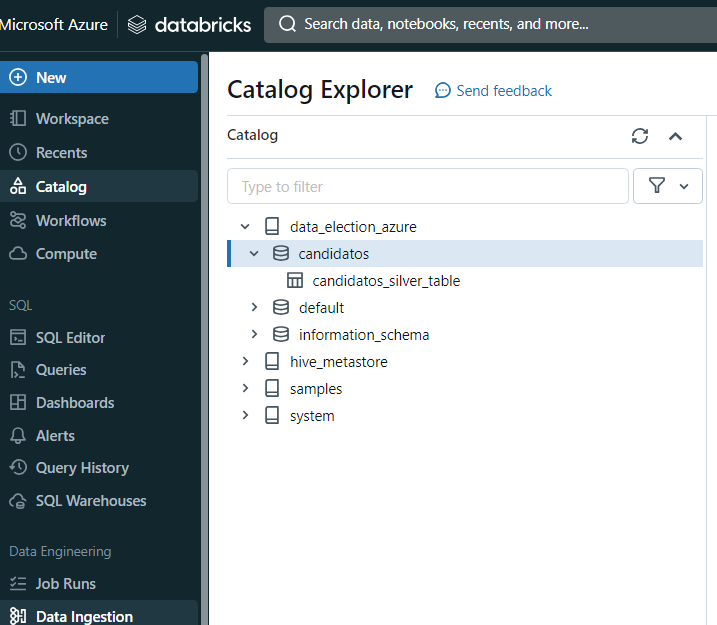 Microsoft Azure databricks Search data, notebooks, recents, and more...
New
Workspace
Recents
Catalog
Workflows
Compute
SQL
SQL Editor
Queries
Dashboards
Alerts
Query History
SQL Warehouses
Data Engineering
Job Runs
Data Ingestion
Catalog Explorer Send feedback
Catalog
Type to filter
data_election_azure
candidatos
candidatos_silver_table
default
information_schema
hive_metastore
samples
system